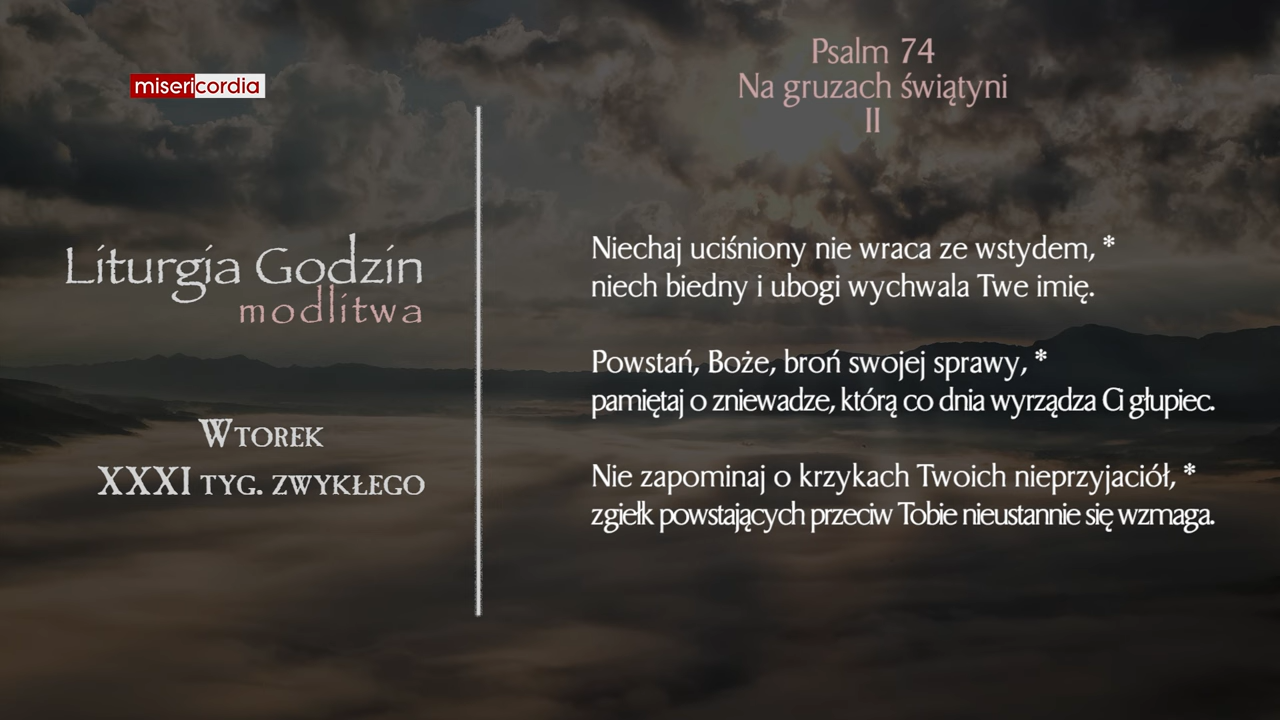 misericordia
Liturgia Godzin
modlitwa
Wtorek
XXXI tyg. zwykłego
Psalm 74
Na gruzach świątyni
II
Niechaj uciśniony nie wraca ze wstydem, *
niech biedny i ubogi wychwala Twe imię.
Powstań, Boże, broń swojej sprawy, *
pamiętaj o zniewadze, którą co dnia wyrządza Ci głupiec.
Nie zapominaj o krzykach Twoich nieprzyjaciół, *
zgiełk powstających przeciw Tobie nieustannie się wzmaga.